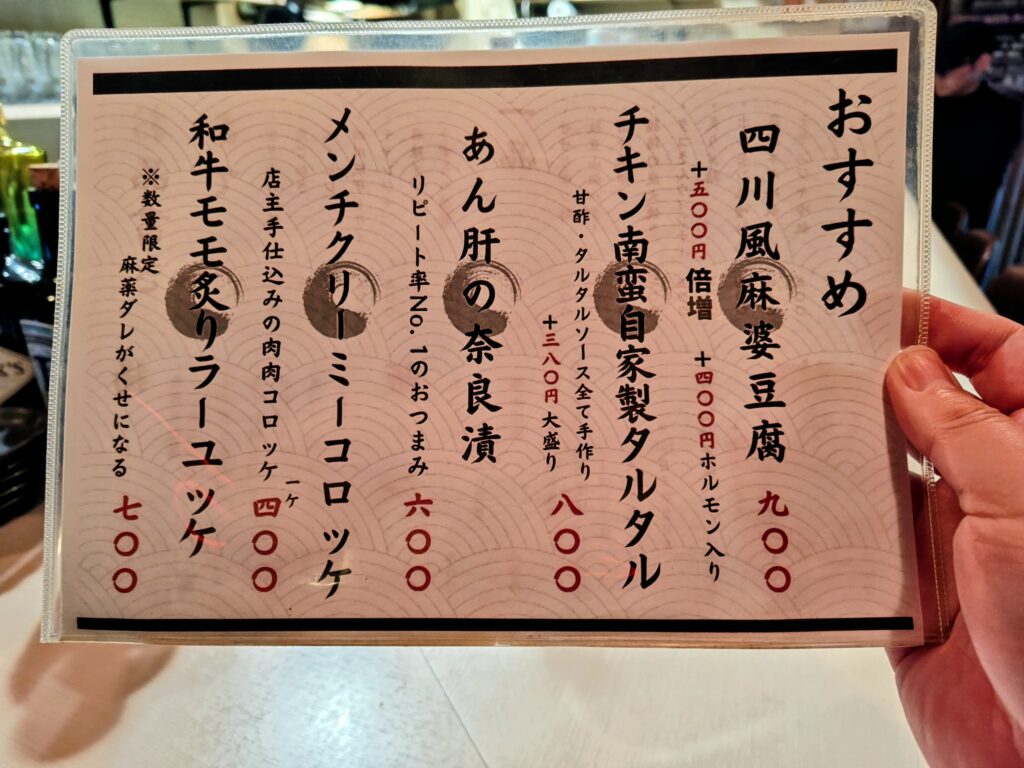 おすすめ
四川風麻婆豆腐
九〇〇
+五〇〇円 倍増
+四〇〇円ホルモン入り
チキン南蛮自家製タルタル
甘酢・タルタルソース全て手作り
+三八〇円 大盛り
八〇〇
あん肝の奈良漬
リピート率No.1のおつまみ
六〇〇
メンチクリーミーコロッケ
店主手仕込みの肉肉コロッケ 一ヶ
四〇〇
和牛モモ炙りラーユッケ
※数量限定
麻薬ダレがくせになる
七〇〇